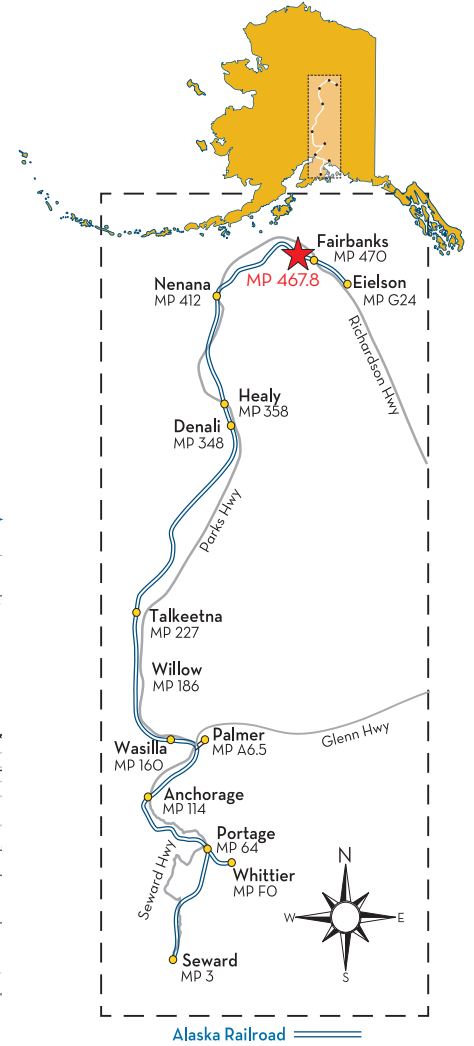 Fairbanks
MP 470
MP 467.8
Eielson
MP G24
Nenana
MP 412
Richardson Hwy
Healy
MP 358
Denali
MP 348
Parks Hwy
Talkeetna
MP 227
Willow
MP 186
Glenn Hwy
Palmer
MP A6.5
Wasilla
MP 160
Anchorage
MP 114
Portage
MP 64
Seward Hwy
Whittier
MP F0
N
W
E
S
Seward
MP 3
Alaska Railroad